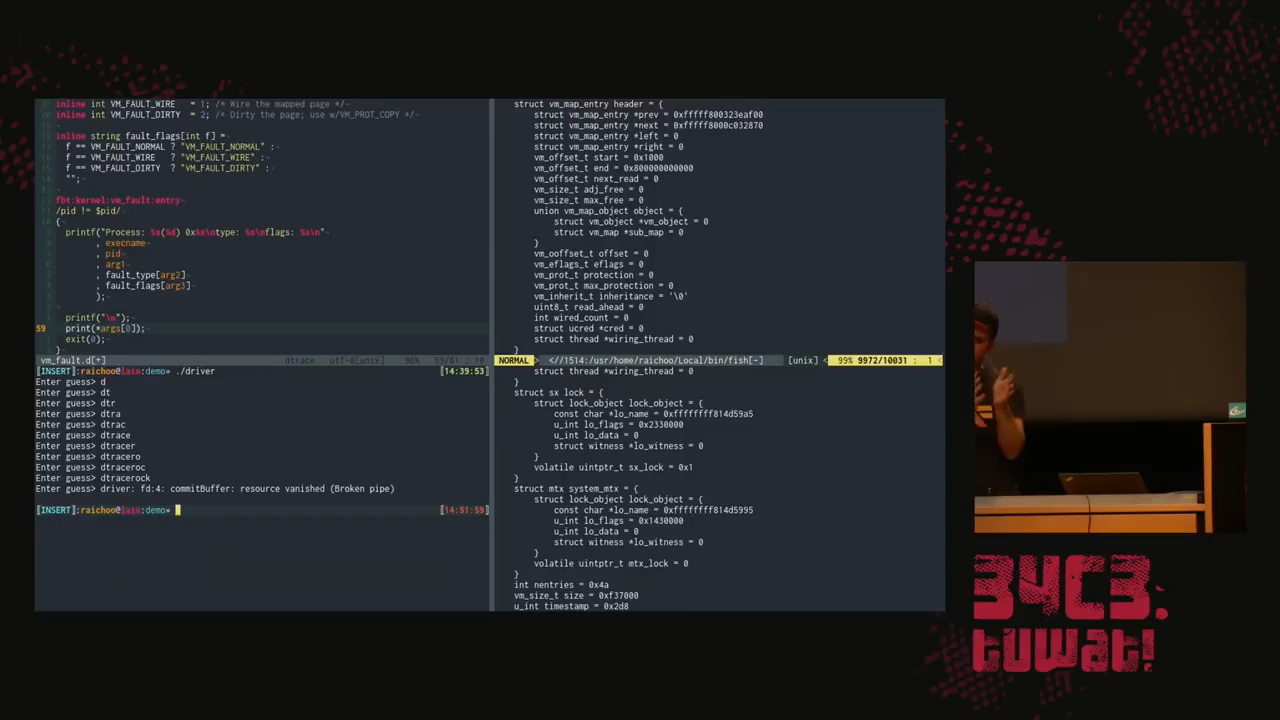 inline int VM_FAULT_WIRE = 1; /* Wire the mapped page */
inline int VM_FAULT_DIRTY = 2; /* Dirty the page; use w/VM_PROT_COPY */
inline string fault_flags[int f] =
f == VM_FAULT_NORMAL ? "VM_FAULT_NORMAL" :
f == VM_FAULT_WIRE ? "VM_FAULT_WIRE" :
f == VM_FAULT_DIRTY ? "VM_FAULT_DIRTY" :
"";
fbt:kernel:vm_fault:entry
/pid != $pid/
{
printf("Process: %s(%d) 0x%x\ntype: %s\nflags: %s\n"
, execname
, pid
, arg1
, fault_type[arg2]
, fault_flags[arg3]
);
printf("\n");
59 print(*args[0]);
exit(0);
}
vm_fault.d[+] dtrace utf-8[unix] 96% 59/61 : 18
[INSERT]:raichoo@lain:demo» ./driver [14:39:53]
Enter guess> d
Enter guess> dt
Enter guess> dtr
Enter guess> dtra
Enter guess> dtrac
Enter guess> dtrace
Enter guess> dtracer
Enter guess> dtracero
Enter guess> dtraceroc
Enter guess> dtracerock
Enter guess> driver: fd:4: commitBuffer: resource vanished (Broken pipe)
[INSERT]:raichoo@lain:demo» [14:51:59]
struct vm_map_entry header = {
struct vm_map_entry *prev = 0xfffff800323eaf00
struct vm_map_entry *next = 0xfffff8000c032870
struct vm_map_entry *left = 0
struct vm_map_entry *right = 0
vm_offset_t start = 0x1000
vm_offset_t end = 0x800000000000
vm_offset_t next_read = 0
vm_size_t adj_free = 0
vm_size_t max_free = 0
union vm_map_object object = {
struct vm_object *vm_object = 0
struct vm_map *sub_map = 0
}
vm_ooffset_t offset = 0
vm_eflags_t eflags = 0
vm_prot_t protection = 0
vm_prot_t max_protection = 0
vm_inherit_t inheritance = '\0'
uint8_t read_ahead = 0
int wired_count = 0
struct ucred *cred = 0
struct thread *wiring_thread = 0
}
NORMAL <//1514:/usr/home/raichoo/Local/bin/fish[-] [unix] 99% 9972/10031 : 1
struct thread *wiring_thread = 0
}
struct sx lock = {
struct lock_object lock_object = {
const char *lo_name = 0xffffffff814d59a5
u_int lo_flags = 0x2330000
u_int lo_data = 0
struct witness *lo_witness = 0
}
volatile uintptr_t sx_lock = 0x1
}
struct mtx system_mtx = {
struct lock_object lock_object = {
const char *lo_name = 0xffffffff814d5995
u_int lo_flags = 0x1430000
u_int lo_data = 0
struct witness *lo_witness = 0
}
volatile uintptr_t mtx_lock = 0
}
int nentries = 0x4a
vm_size_t size = 0xf37000
u_int timestamp = 0x2d8
34C3.
tuwat!